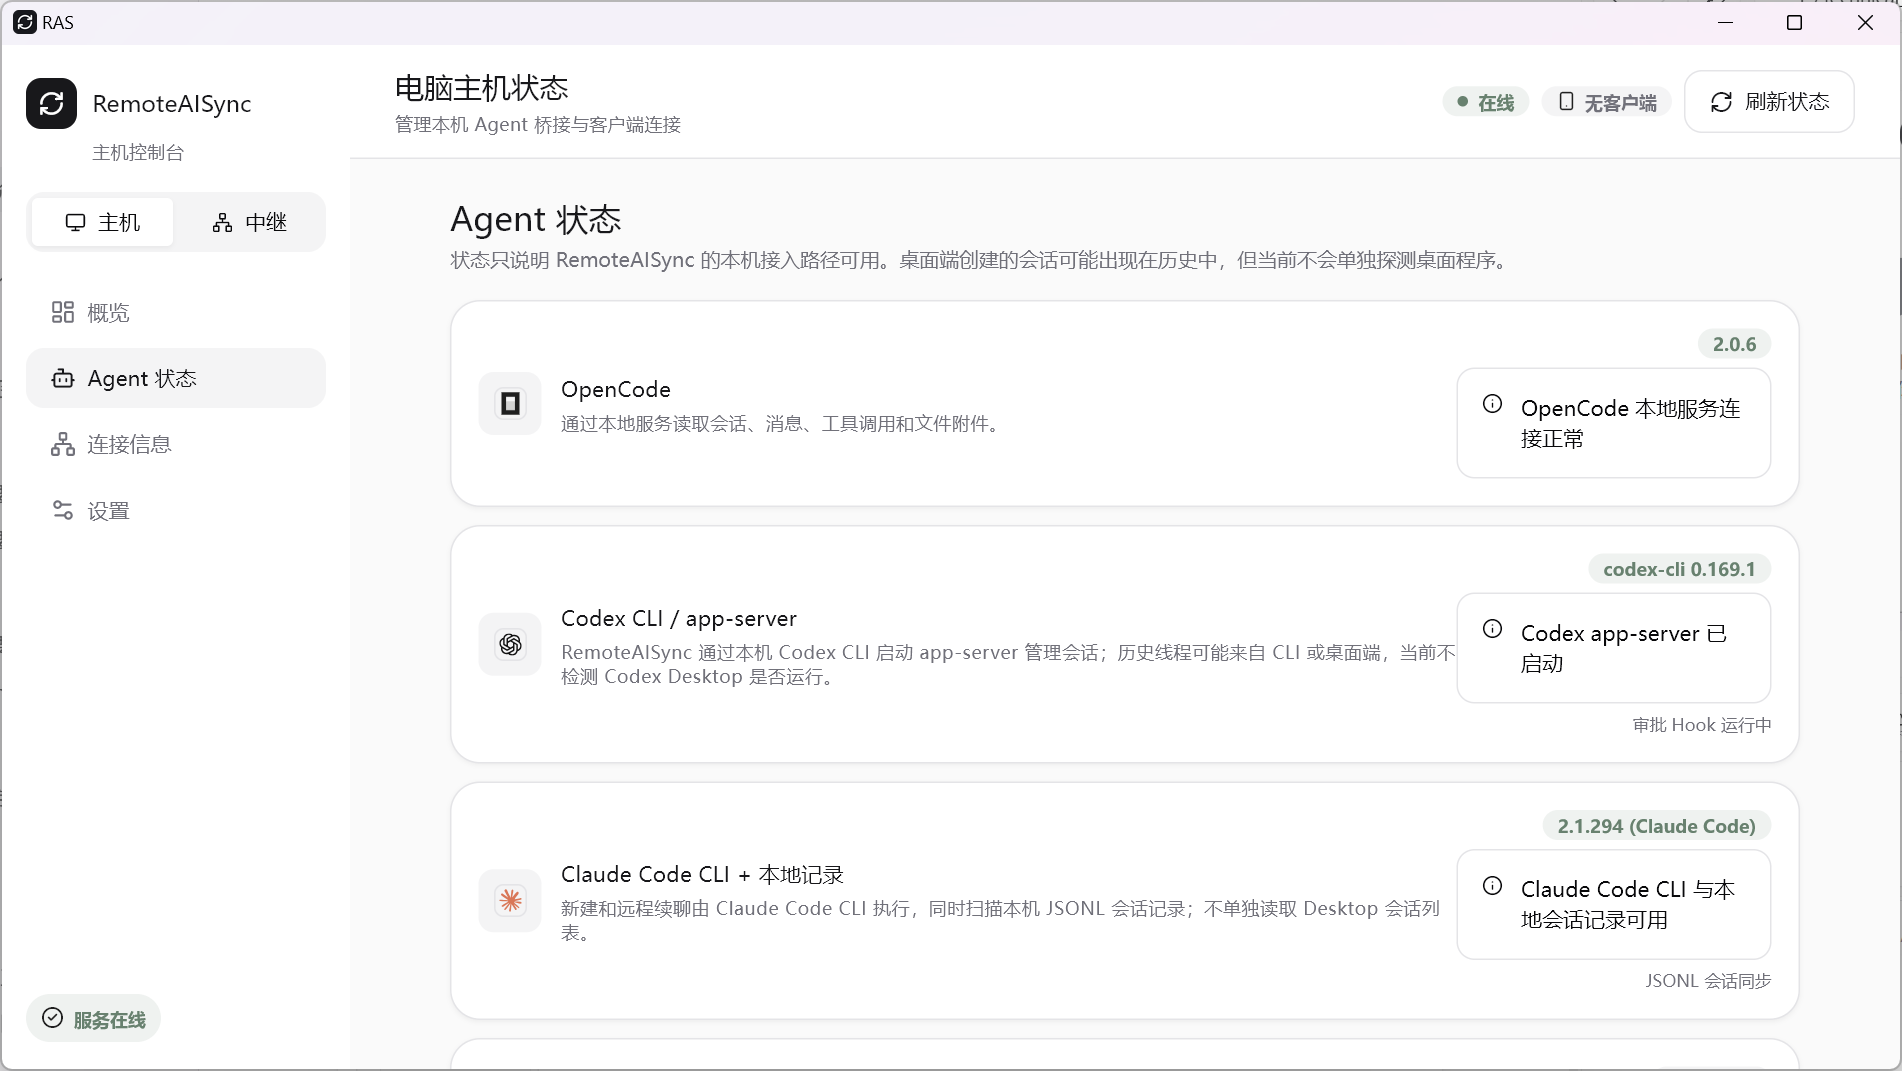 RAS
RemoteAISync
主机控制台
主机
中继
概览
Agent 状态
连接信息
设置
服务在线
电脑主机状态
管理本机 Agent 桥接与客户端连接
在线
无客户端
刷新状态
Agent 状态
状态只说明 RemoteAISync 的本机接入路径可用。桌面端创建的会话可能出现在历史中，但当前不会单独探测桌面程序。
OpenCode
通过本地服务读取会话、消息、工具调用和文件附件。
2.0.6
OpenCode 本地服务连
接正常
Codex CLI / app-server
RemoteAISync 通过本机 Codex CLI 启动 app-server 管理会话；历史线程可能来自 CLI 或桌面端，当前不
检测 Codex Desktop 是否运行。
codex-cli 0.169.1
Codex app-server 已
启动
审批 Hook 运行中
Claude Code CLI + 本地记录
新建和远程续聊由 Claude Code CLI 执行，同时扫描本机 JSONL 会话记录；不单独读取 Desktop 会话列
表。
2.1.294 (Claude Code)
Claude Code CLI 与本
地会话记录可用
JSONL 会话同步